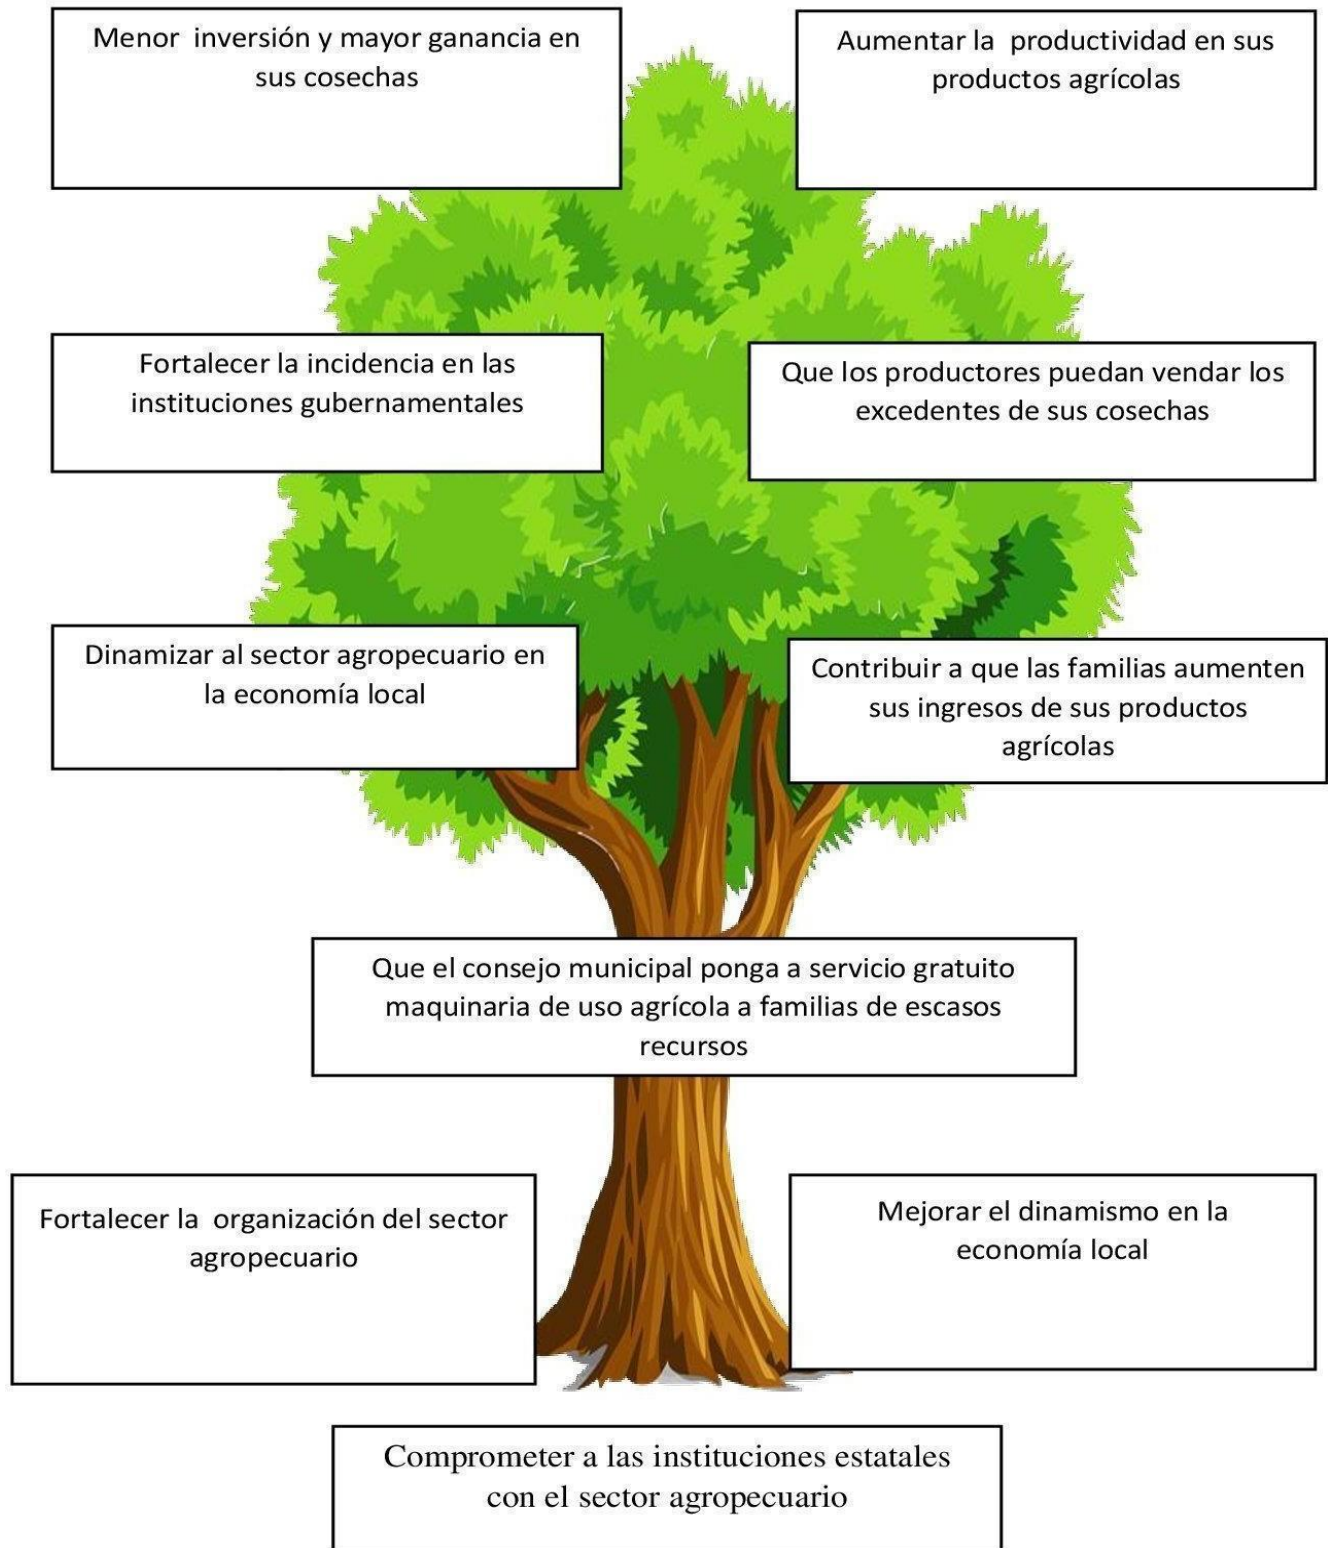 Menor inversión y mayor ganancia en
sus cosechas
Aumentar la productividad en sus
productos agrícolas
Fortalecer la incidencia en las
instituciones gubernamentales
Que los productores puedan vendar los
excedentes de sus cosechas
Dinamizar al sector agropecuario en
la economía local
Contribuir a que las familias aumenten
sus ingresos de sus productos
agrícolas
Que el consejo municipal ponga a servicio gratuito
maquinaria de uso agrícola a familias de escasos
recursos
Fortalecer la organización del sector
agropecuario
Mejorar el dinamismo en la
economía local
Comprometer a las instituciones estatales
con el sector agropecuario